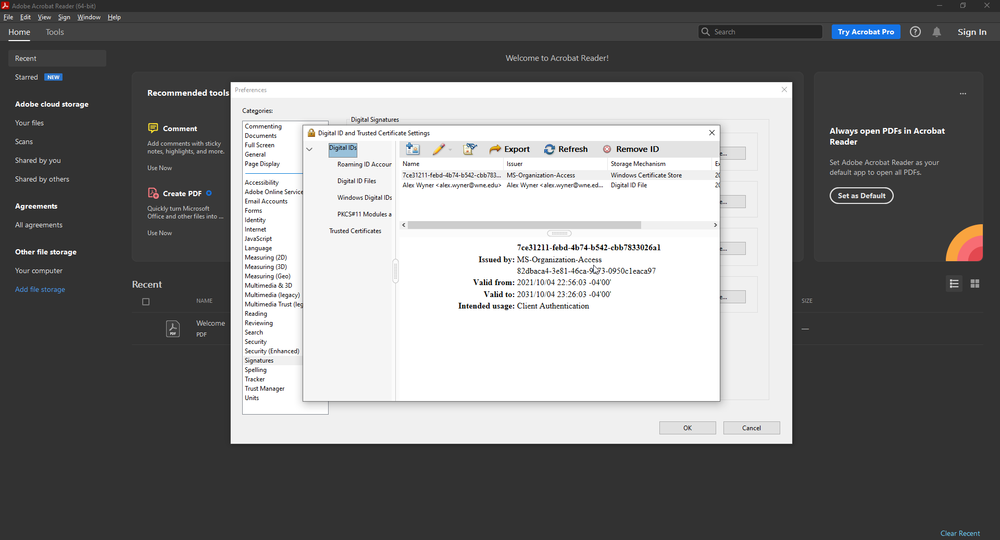 Adobe Acrobat Reader (64-bit)
File Edit View Sign Window Help
Home Tools
Search
Try Acrobat Pro
Sign In
Recent
Starred NEW
Adobe cloud storage
Your files
Scans
Shared by you
Shared by others
Agreements
All agreements
Other file storage
Your computer
Add file storage
Welcome to Acrobat Reader!
Recommended tools
Comment
Add comments with sticky
notes, highlights, and more.
Use Now
Create PDF
Quickly turn Microsoft
Office and other files into ...
Use Now
Recent
NAME
SIZE
Welcome
PDF
PDF
—
Always open PDFs in Acrobat
Reader
Set Adobe Acrobat Reader as your
default app to open all PDFs.
Set as Default
Clear Recent
Preferences
Categories:
Commenting
Documents
Full Screen
General
Page Display
Accessibility
Adobe Online Service
Email Accounts
Forms
Identity
Internet
JavaScript
Language
Measuring (2D)
Measuring (3D)
Measuring (Geo)
Multimedia & 3D
Multimedia (legacy)
Multimedia Trust (leg
Reading
Reviewing
Search
Security
Security (Enhanced)
Signatures
Spelling
Tracker
Trust Manager
Units
Digital Signatures
e...
e...
e...
e...
OK
Cancel
Digital ID and Trusted Certificate Settings
Digital IDs
Roaming ID Accour
Digital ID Files
Windows Digital IDs
PKCS#11 Modules a
Trusted Certificates
Export
Refresh
Remove ID
Name Issuer Storage Mechanism
7ce31211-febd-4b74-b542-cbb783... MS-Organization-Access Windows Certificate Store 20
Alex Wyner <alex.wyner@wne.edu> Alex Wyner <alex.wyner@wne.ed... Digital ID File 20
7ce31211-febd-4b74-b542-cbb7833026a1
Issued by: MS-Organization-Access
Valid from: 2021/10/04 22:56:03 -04'00'
Valid to: 2031/10/04 23:26:03 -04'00'
Intended usage: Client Authentication